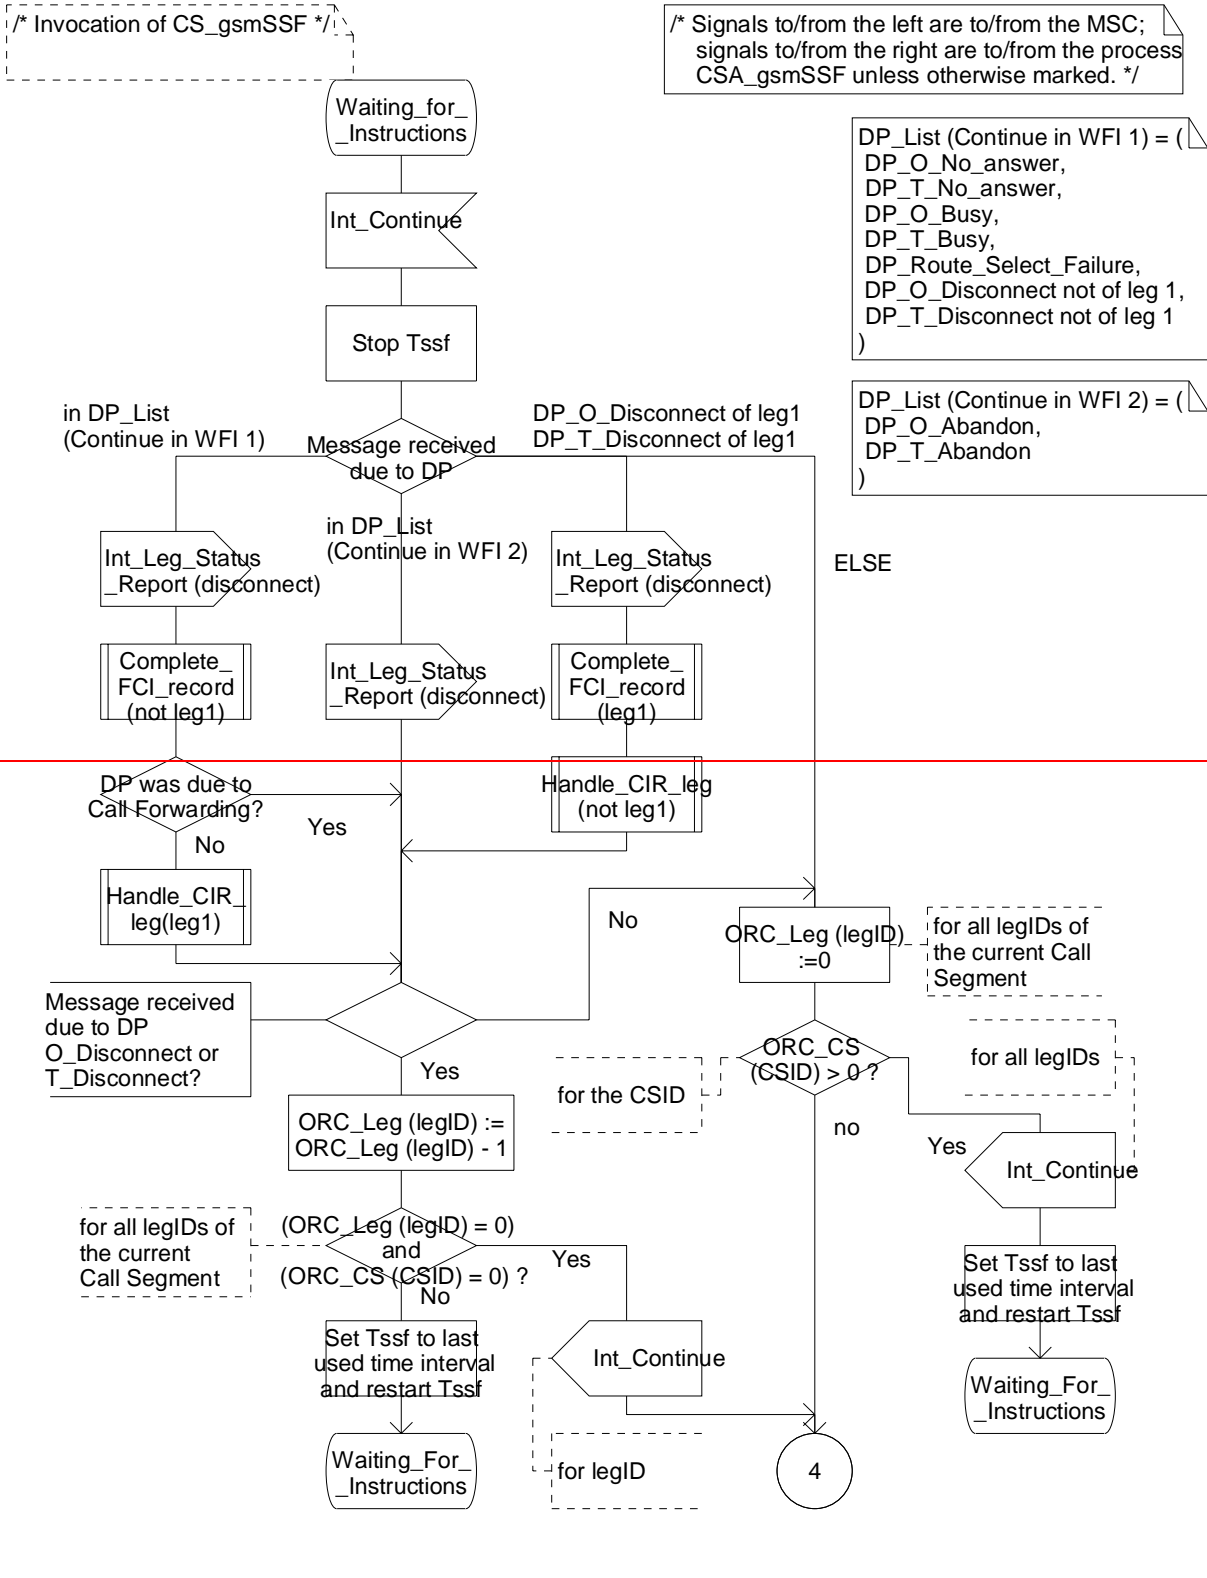 /* Invocation of CS_gsmSSF */
/* Signals to/from the left are to/from the MSC;
signals to/from the right are to/from the process
CSA_gsmSSF unless otherwise marked. */
Waiting_for_
_Instructions
DP_List (Continue in WFI 1) = (
DP_O_No_answer,
DP_T_No_answer,
DP_O_Busy,
DP_T_Busy,
DP_Route_Select_Failure,
DP_O_Disconnect not of leg 1,
DP_T_Disconnect not of leg 1
)
Int_Continue
Stop Tssf
DP_List (Continue in WFI 2) = (
DP_O_Abandon,
DP_T_Abandon
)
in DP_List
(Continue in WFI 1)
Message received
due to DP
DP_O_Disconnect of leg1
DP_T_Disconnect of leg1
in DP_List
(Continue in WFI 2)
ELSE
Int_Leg_Status
_Report (disconnect)
Int_Leg_Status
_Report (disconnect)
Complete_
FCI_record
(not leg1)
Int_Leg_Status
_Report (disconnect)
Complete_
FCI_record
(leg1)
DP was due to
Call Forwarding?
Yes
No
Handle_CIR_leg
(not leg1)
Handle_CIR_
leg(leg1)
No
ORC_Leg (legID)
:=0
for all legIDs of
the current Call
Segment
Message received
due to DP
O_Disconnect or
T_Disconnect?
Yes
for the CSID
ORC_CS
(CSID) > 0 ?
for all legIDs
no
Yes
Int_Continue
ORC_Leg (legID) :=
ORC_Leg (legID) - 1
for all legIDs of
the current
Call Segment
(ORC_Leg (legID) = 0)
and
(ORC_CS (CSID) = 0) ?
Yes
No
Set Tssf to last
used time interval
and restart Tssf
Set Tssf to last
used time interval
and restart Tssf
Int_Continue
Waiting_For_
_Instructions
Waiting_For_
_Instructions
for legID
4